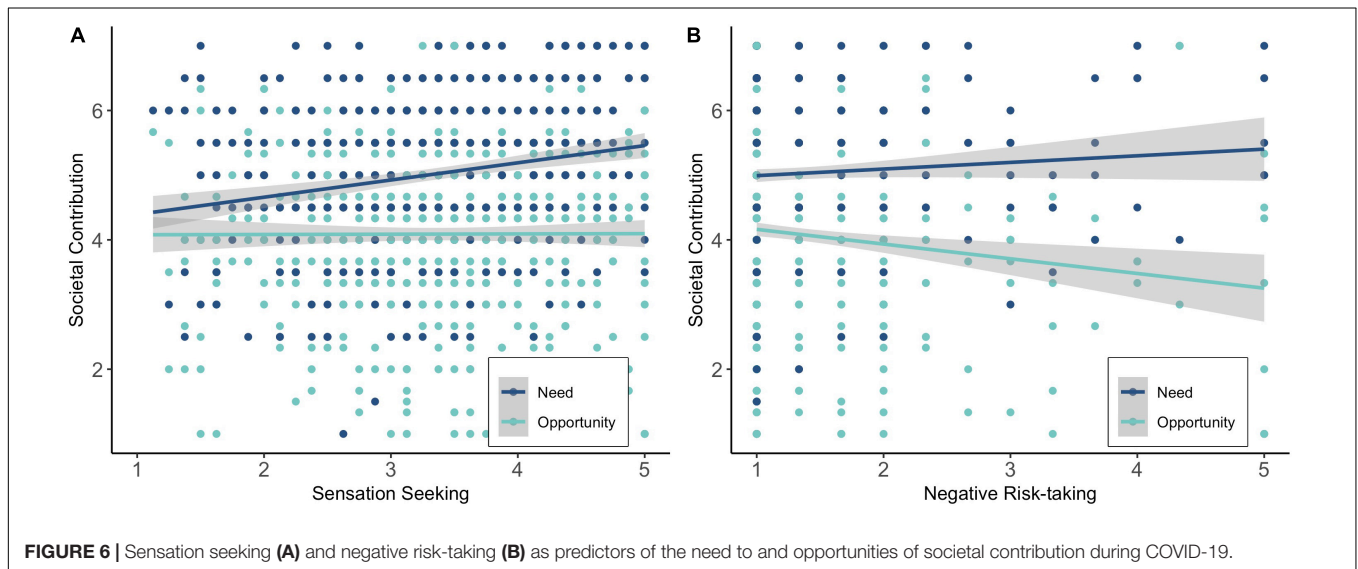 A
Societal Contribution
6
4
2
1 2 3 4 5
Sensation Seeking
Need
Opportunity
B
Societal Contribution
6
4
2
1 2 3 4 5
Negative Risk-taking
Need
Opportunity
FIGURE 6 | Sensation seeking (A) and negative risk-taking (B) as predictors of the need to and opportunities of societal contribution during COVID-19.